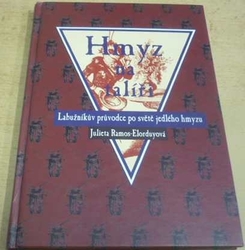 Hmyz
na
talíři
Labužníkův průvodce po světě jedlého hmyzu
Julieta Ramos-Elorduyová